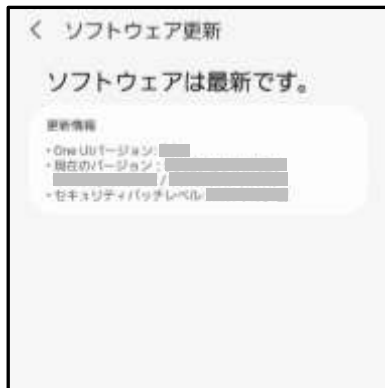 ソフトウェア更新
ソフトウェアは最新です。
更新情報
・One UIバージョン:
・現在のバージョン :
/
・セキュリティパッチレベル: